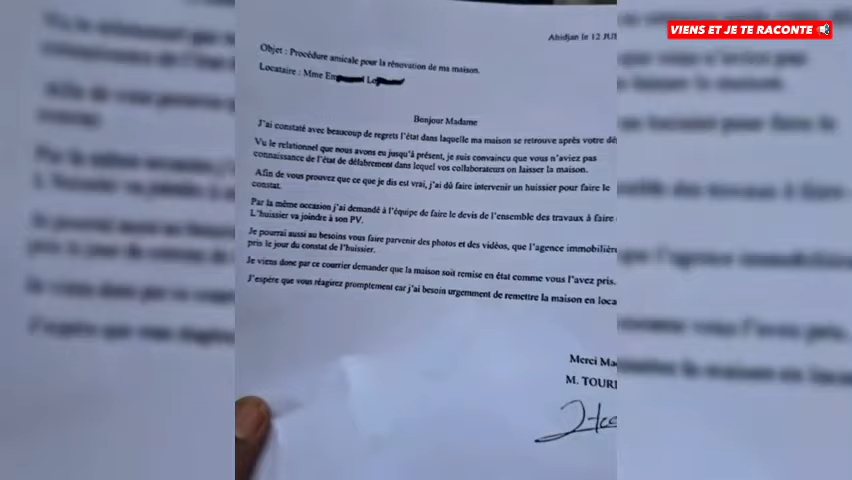 VIENS ET JE TE RACONTE
Abidjan le 12 JUI
Objet : Procédure amicale pour la rénovation de ma maison.
Locataire : Mme Em Lo
Bonjour Madame
J'ai constaté avec beaucoup de regrets l'état dans laquelle ma maison se retrouve après votre dé
Vu le relationnel que nous avons eu jusqu'à présent, je suis convaincu que vous n'aviez pas
connaissance de l'état de délabrement dans lequel vos collaborateurs on laisser la maison.
Afin de vous prouvez que ce que je dis est vrai, j'ai dû faire intervenir un huissier pour faire le
constat.
Par la même occasion j'ai demandé à l'équipe de faire le devis de l'ensemble des travaux à faire
L'huissier va joindre à son PV.
Je pourrai aussi au besoins vous faire parvenir des photos et des vidéos, que l'agence immobilière
pris le jour du constat de l'huissier.
Je viens donc par ce courrier demander que la maison soit remise en état comme vous l'avez pris.
J'espère que vous réagirez promptement car j'ai besoin urgemment de remettre la maison en loca
Merci Ma
M. TOUR